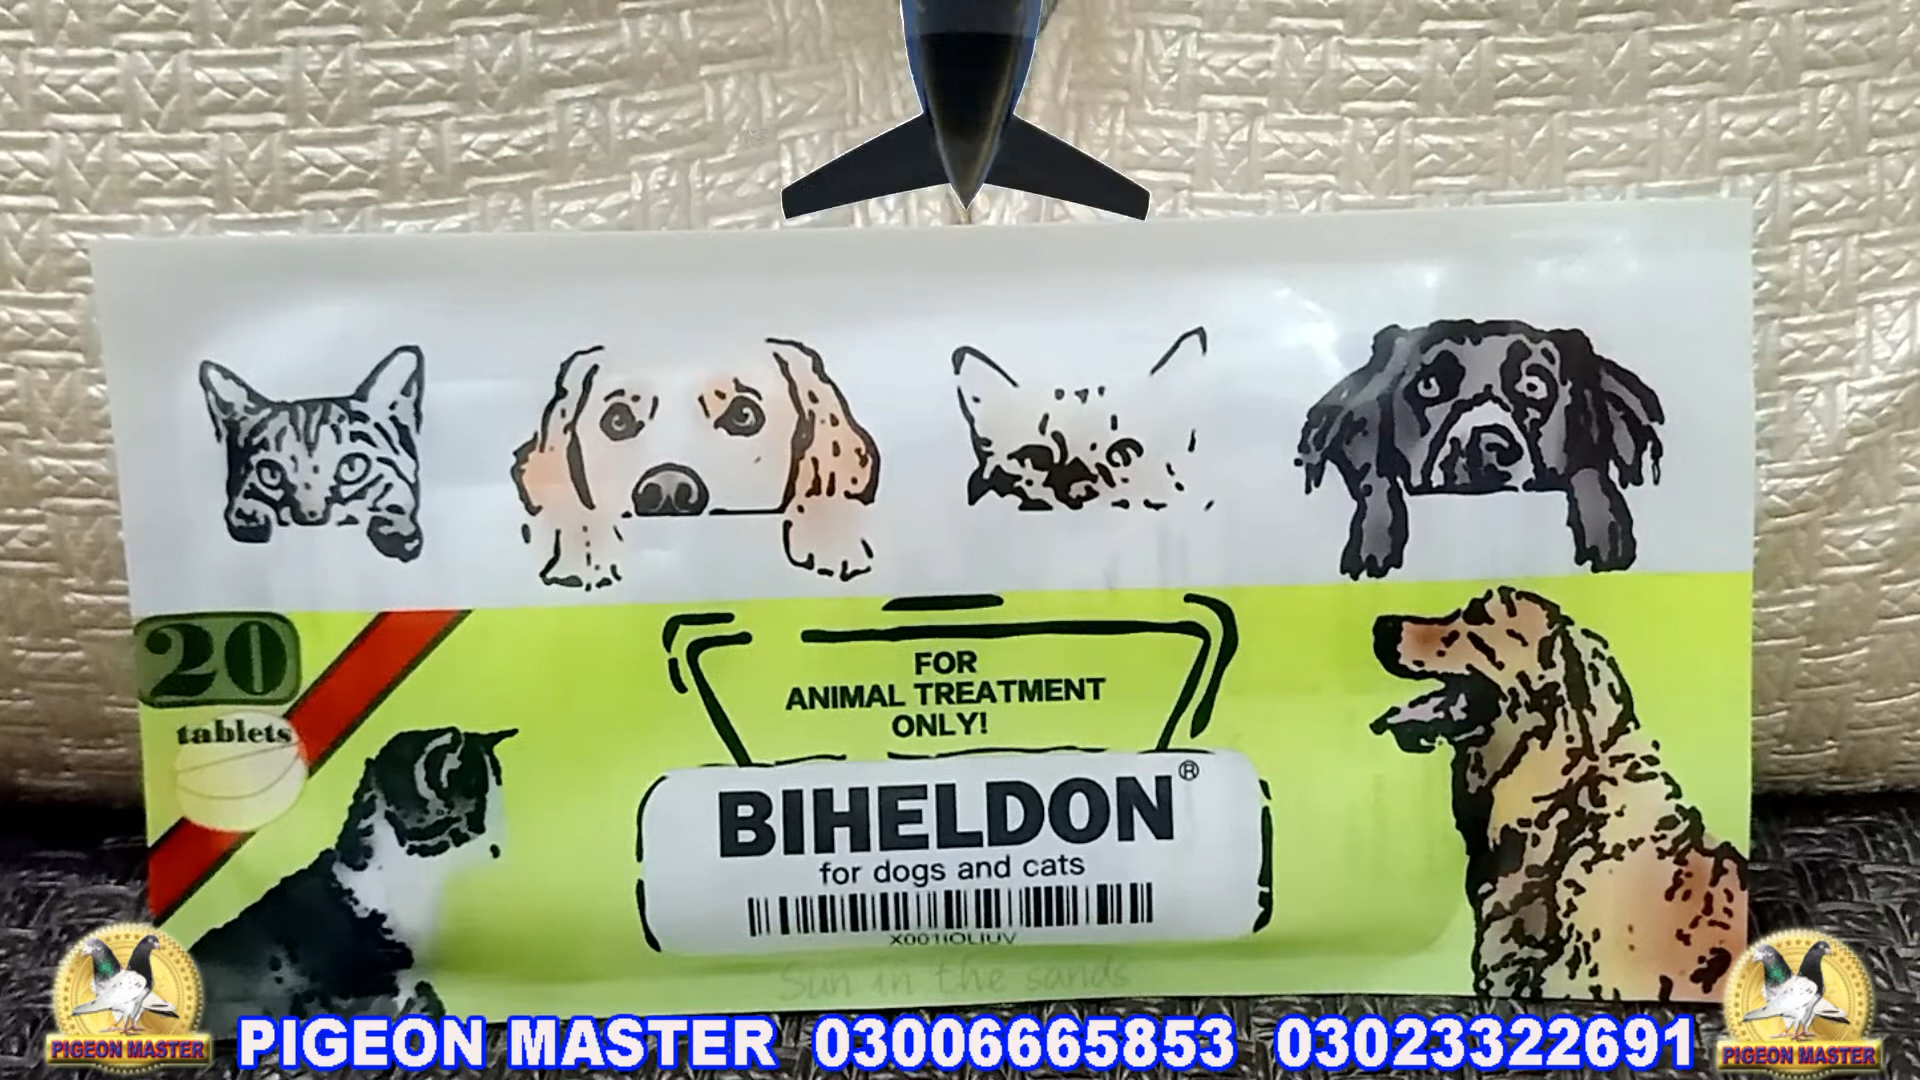 20
tablets
FOR
ANIMAL TREATMENT
ONLY!
BIHELDON®
for dogs and cats
X001IOLIUV
Sun in the sands
PIGEON MASTER
PIGEON MASTER 03006665853 03023322691
PIGEON MASTER